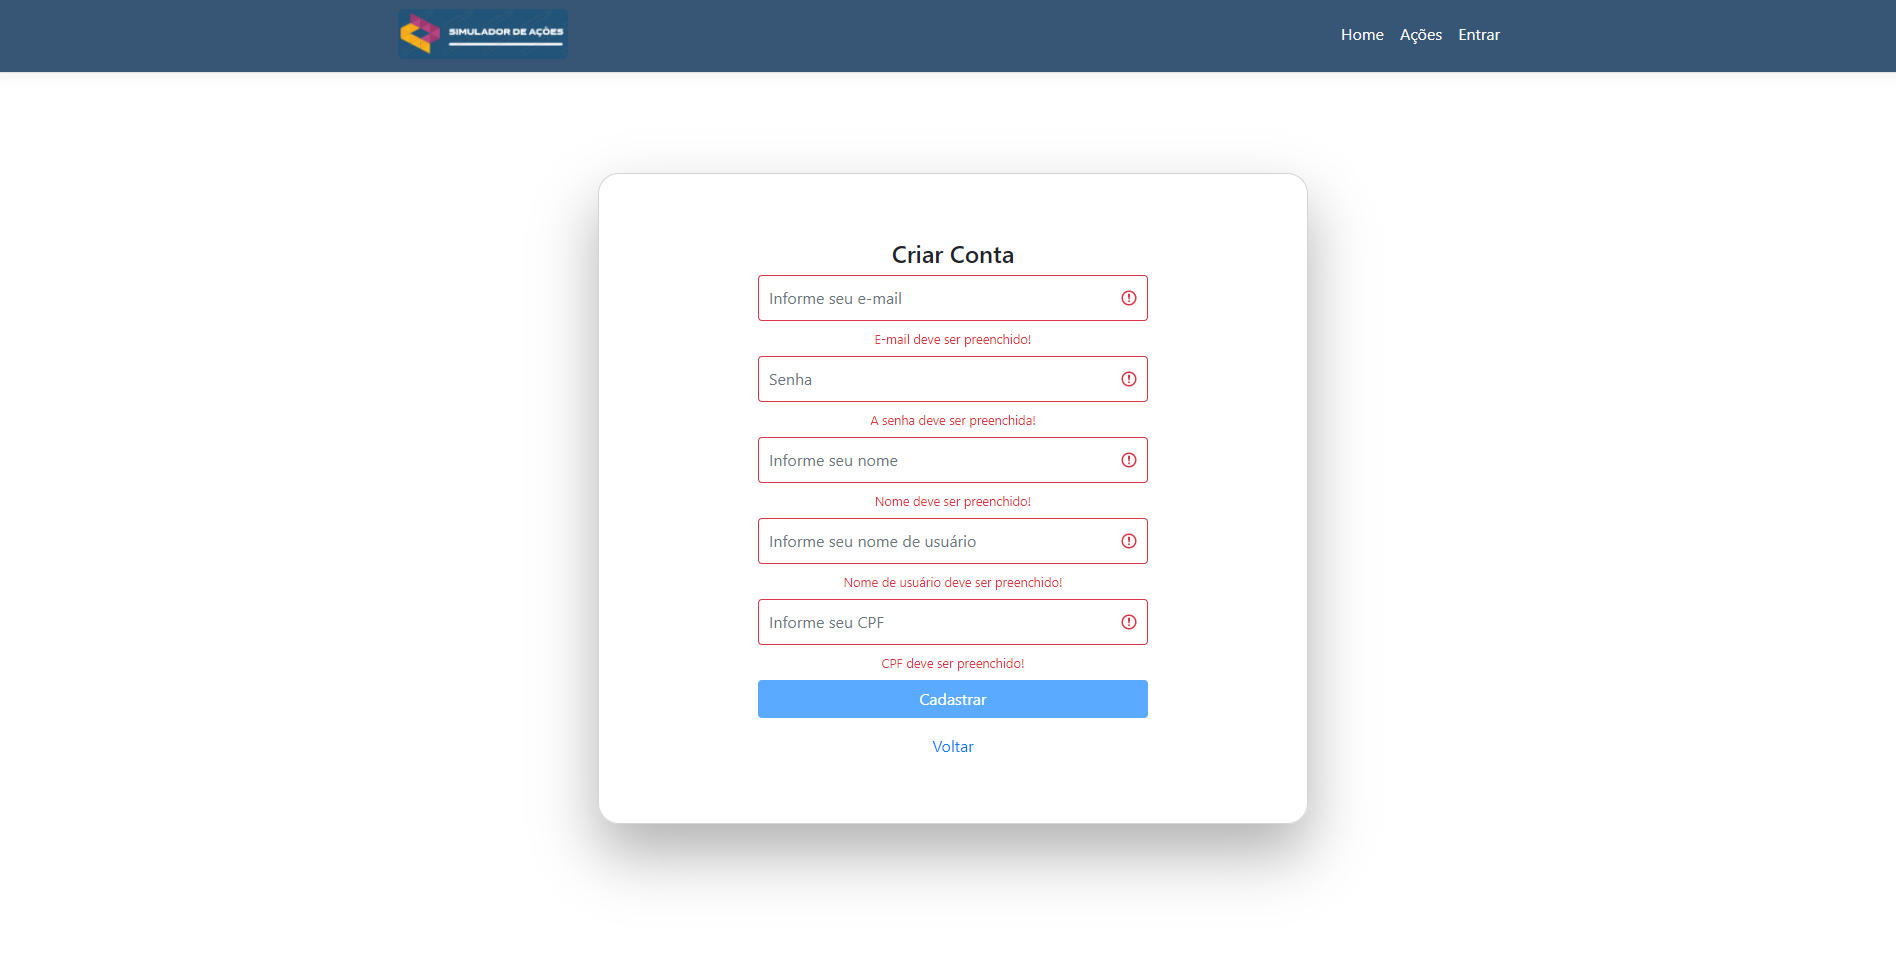 SIMULADOR DE AÇÕES
Home Ações Entrar
Criar Conta
Informe seu e-mail
E-mail deve ser preenchido!
Senha
A senha deve ser preenchida!
Informe seu nome
Nome deve ser preenchido!
Informe seu nome de usuário
Nome de usuário deve ser preenchido!
Informe seu CPF
CPF deve ser preenchido!
Cadastrar
Voltar